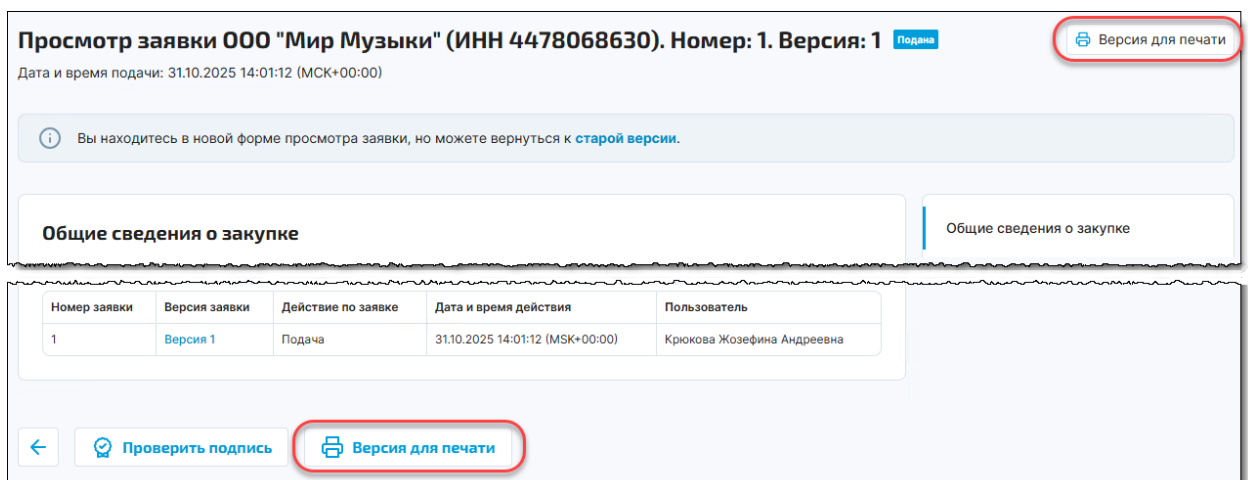 Просмотр заявки ООО "Мир Музыки" (ИНН 4478068630). Номер: 1. Версия: 1 Подана
Версия для печати
Дата и время подачи: 31.10.2025 14:01:12 (МСК+00:00)
Вы находитесь в новой форме просмотра заявки, но можете вернуться к старой версии.
Общие сведения о закупке
Общие сведения о закупке
Номер заявки Версия заявки Действие по заявке Дата и время действия Пользователь
1 Версия 1 Подача 31.10.2025 14:01:12 (MSK+00:00) Крюкова Жозефина Андреевна
Проверить подпись Версия для печати